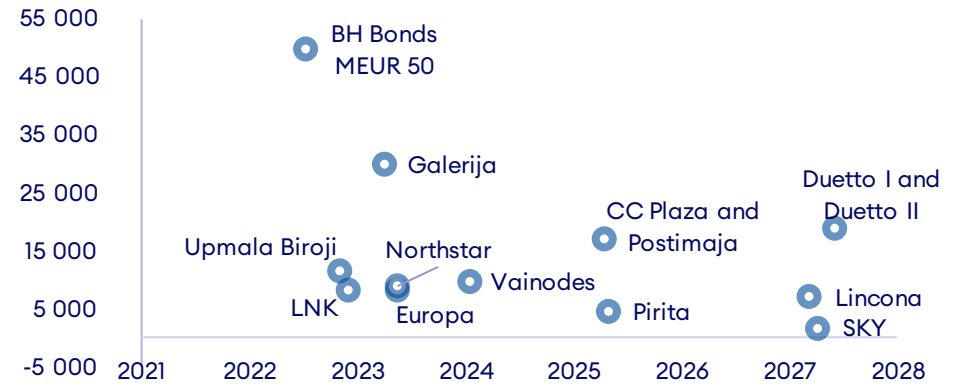 55 000
BH Bonds
MEUR 50
45 000
35 000
Galerija
25 000
Duetto I and
Duetto II
CC Plaza and
Postimaja
15 000
Upmala Biroji
Northstar
Vainodes
LNK
Europa
5 000
Pirita
Lincona
SKY
-5 000
2021 2022 2023 2024 2025 2026 2027 2028